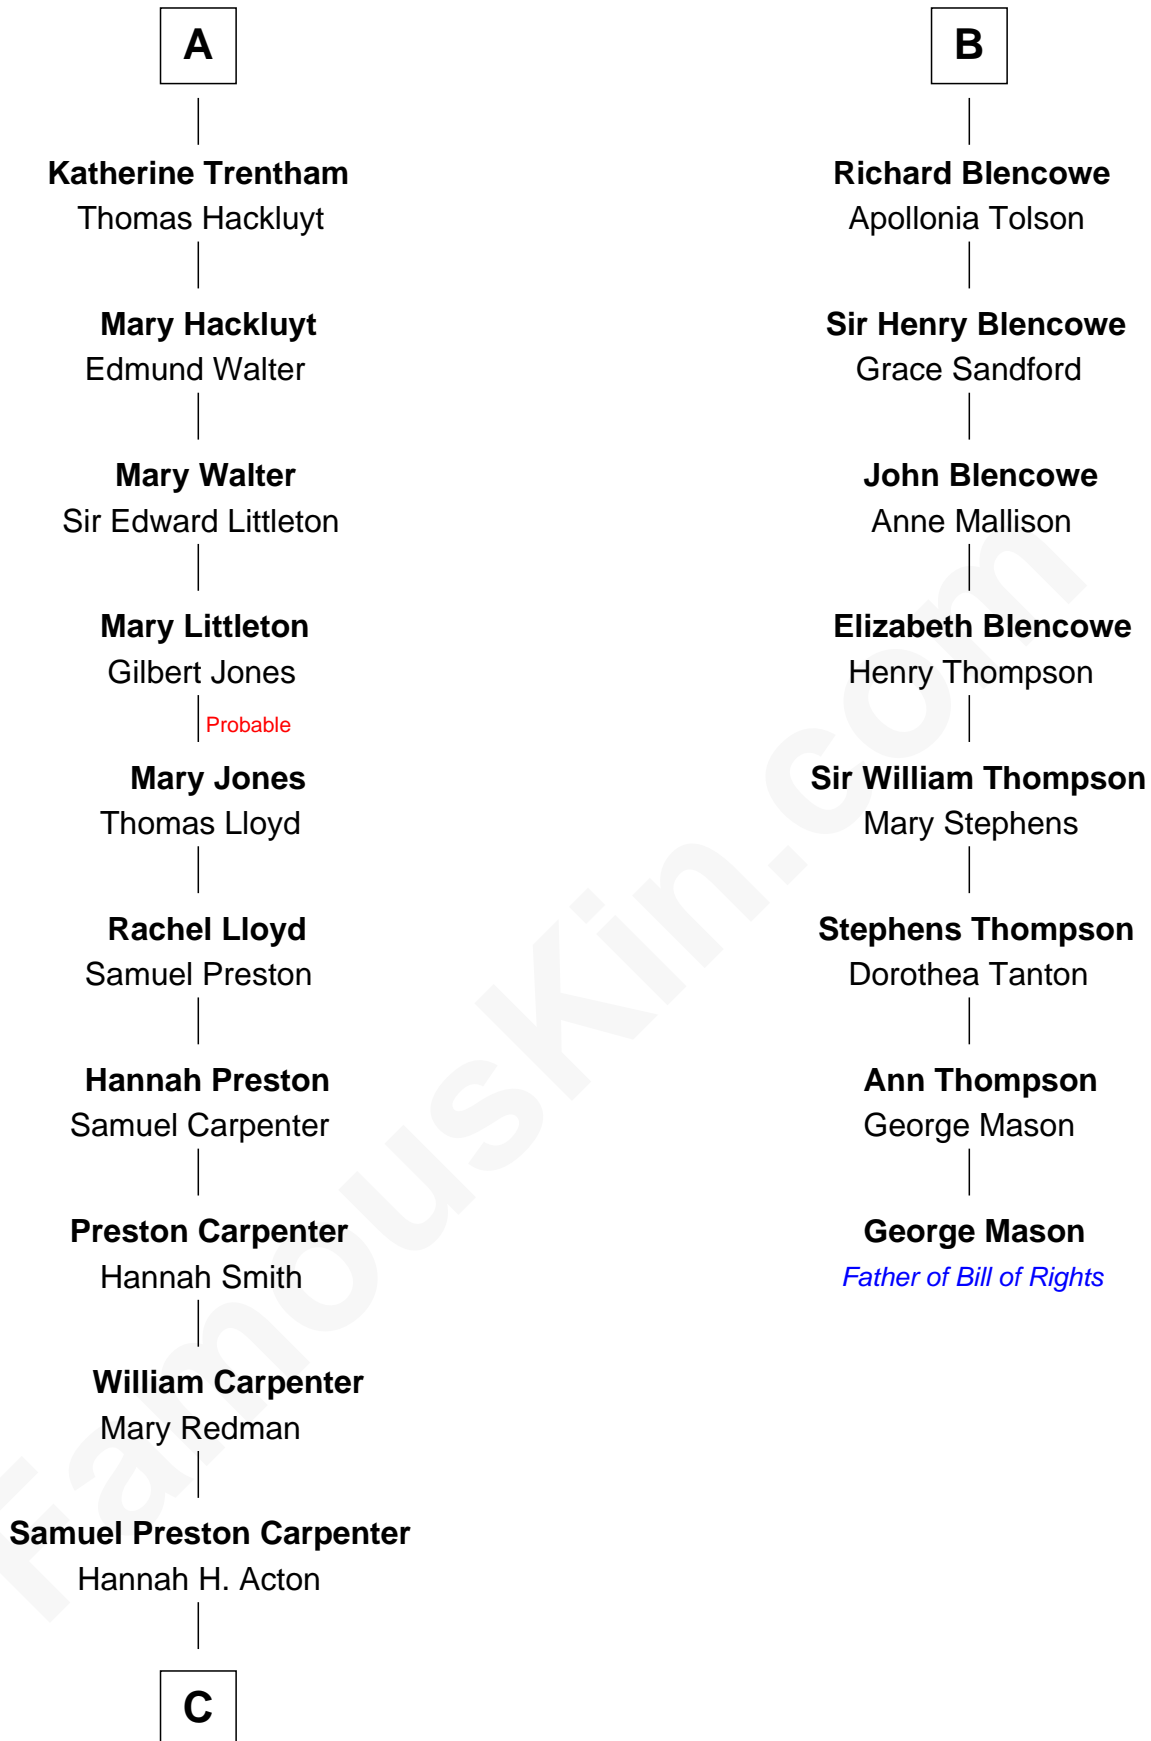 A
Katherine Trentham
Thomas Hackluyt
Mary Hackluyt
Edmund Walter
Mary Walter
Sir Edward Littleton
Mary Littleton
Gilbert Jones
Probable
Mary Jones
Thomas Lloyd
Rachel Lloyd
Samuel Preston
Hannah Preston
Samuel Carpenter
Preston Carpenter
Hannah Smith
William Carpenter
Mary Redman
Samuel Preston Carpenter
Hannah H. Acton
C
B
Richard Blencowe
Apollonia Tolson
Sir Henry Blencowe
Grace Sandford
John Blencowe
Anne Mallison
Elizabeth Blencowe
Henry Thompson
Sir William Thompson
Mary Stephens
Stephens Thompson
Dorothea Tanton
Ann Thompson
George Mason
George Mason
Father of Bill of Rights
FamousKin.com